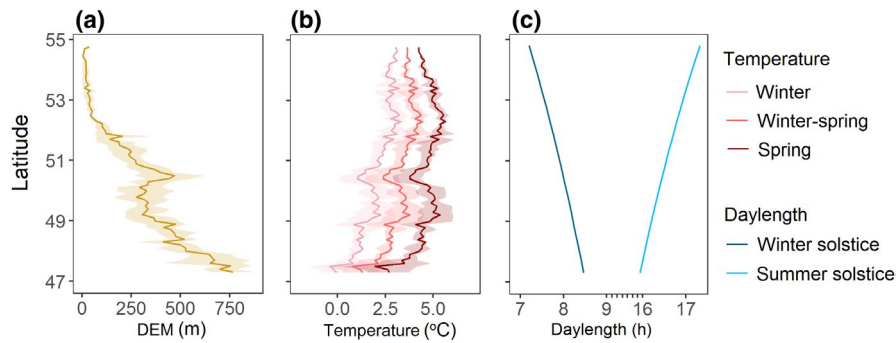 (a)
(b)
(c)
Latitude
55
53
51
49
47
0 250 500 750
DEM (m)
0.0 2.5 5.0
Temperature (ºC)
7 8 9 16 17
Daylength (h)
Temperature
Winter
Winter-spring
Spring
Daylength
Winter solstice
Summer solstice